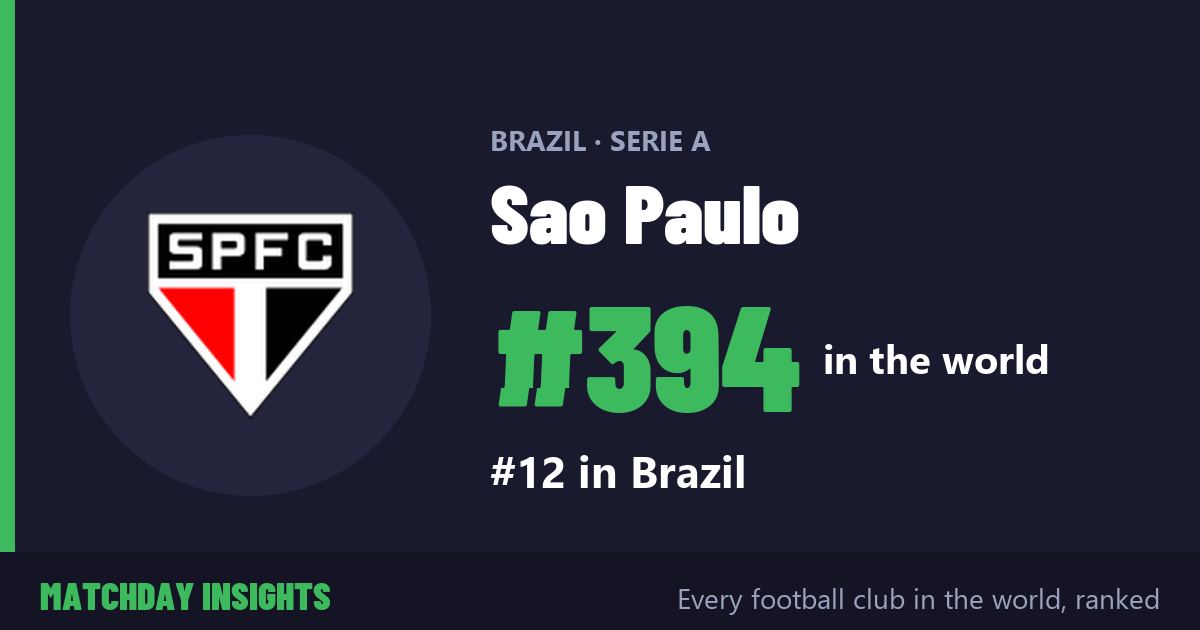 BRAZIL · SERIE A
SPFC
Sao Paulo
#394 in the world
#12 in Brazil
MATCHDAY INSIGHTS
Every football club in the world, ranked